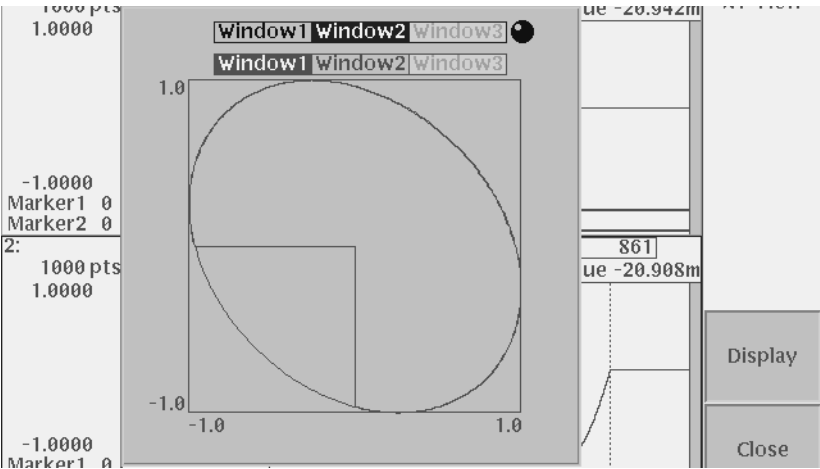 1000 pts
1.0000
-1.0000
Marker1 0
Marker2 0
2:
1000 pts
1.0000
-1.0000
Marker1 0
Window1 Window2 Window3
Window1 Window2 Window3
1.0
-1.0
-1.0 1.0
ue -20.942m
861
ue -20.908m
Display
Close